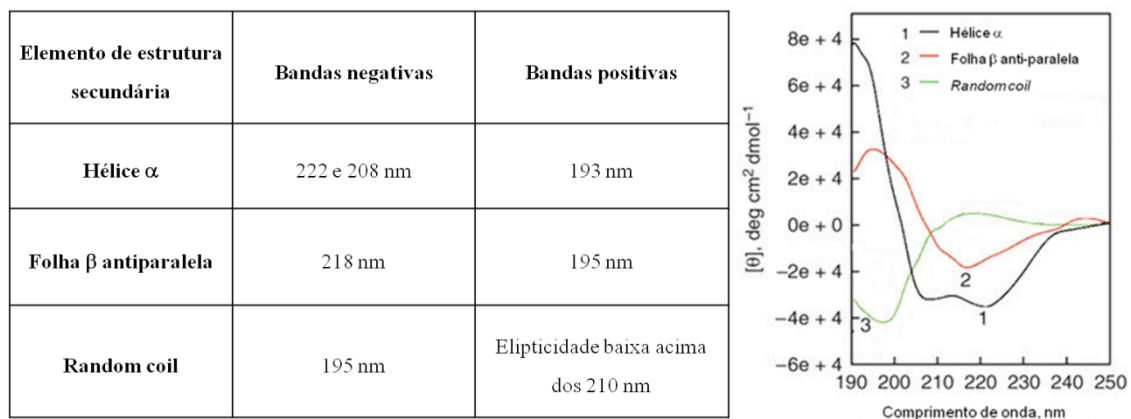 Elemento de estrutura
secundária
Bandas negativas
Bandas positivas
Hélice α
222 e 208 nm
193 nm
Folha β antiparalela
218 nm
195 nm
Random coil
195 nm
Elipticidade baixa acima
dos 210 nm
1 — Hélice α
2 — Folha β anti-paralela
3 — Random coil
[θ], deg cm² dmol⁻¹
8e + 4
6e + 4
4e + 4
2e + 4
0e + 0
−2e + 4
−4e + 4
−6e + 4
2
1
3
190 200 210 220 230 240 250
Comprimento de onda, nm